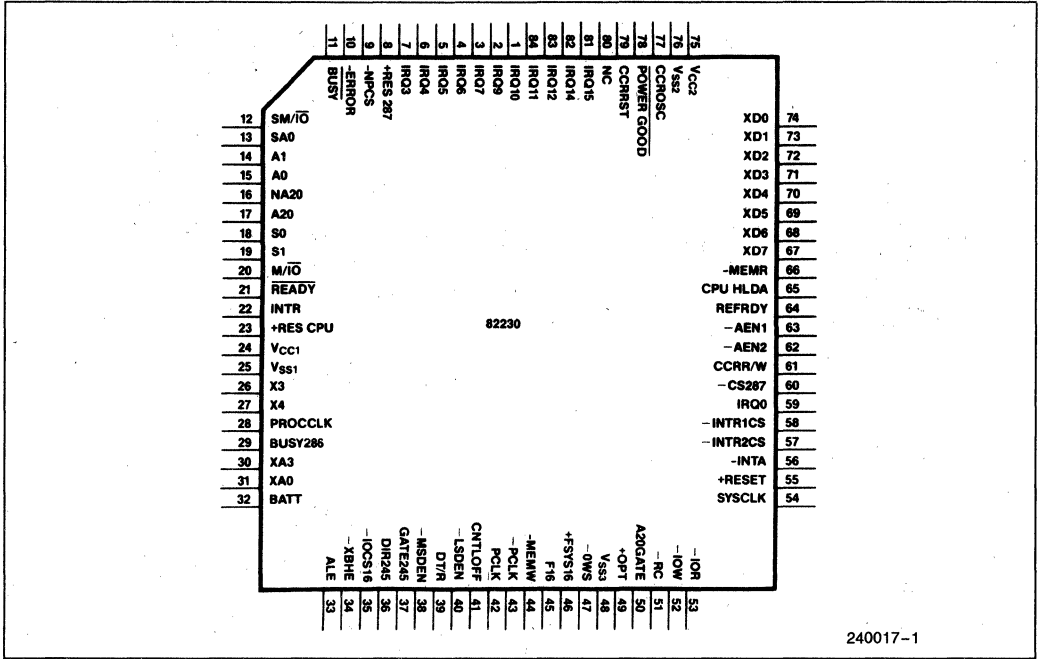 11 10 9 8 7 6 5 4 3 2 1 84 83 82 81 80 79 78 77 76 75
BUSY -ERROR -NPCS +RES 287 IRQ3 IRQ4 IRQ5 IRQ6 IRQ7 IRQ9 IRQ10 IRQ11 IRQ12 IRQ14 IRQ15 NC CCRRST POWER GOOD CCROSC VSS2 VCC2
12 SM/IO
13 SA0
14 A1
15 A0
16 NA20
17 A20
18 S0
19 S1
20 M/IO
21 READY
22 INTR
23 +RES CPU
24 VCC1
25 VSS1
26 X3
27 X4
28 PROCCLK
29 BUSY286
30 XA3
31 XA0
32 BATT
82230
XD0 74
XD1 73
XD2 72
XD3 71
XD4 70
XD5 69
XD6 68
XD7 67
-MEMR 66
CPU HLDA 65
REFRDY 64
-AEN1 63
-AEN2 62
CCRR/W 61
-CS287 60
IRQ0 59
-INTR1CS 58
-INTR2CS 57
-INTA 56
+RESET 55
SYSCLK 54
ALE -XBHE -IOCS16 DIR245 GATE245 -MSDEN DT/R -LSDEN CNTLOFF PCLK -PCLK -MEMW F16 +FSYS16 -0WS VSS3 +OPT A20GATE -RC -IOW -IOR
33 34 35 36 37 38 39 40 41 42 43 44 45 46 47 48 49 50 51 52 53
240017-1